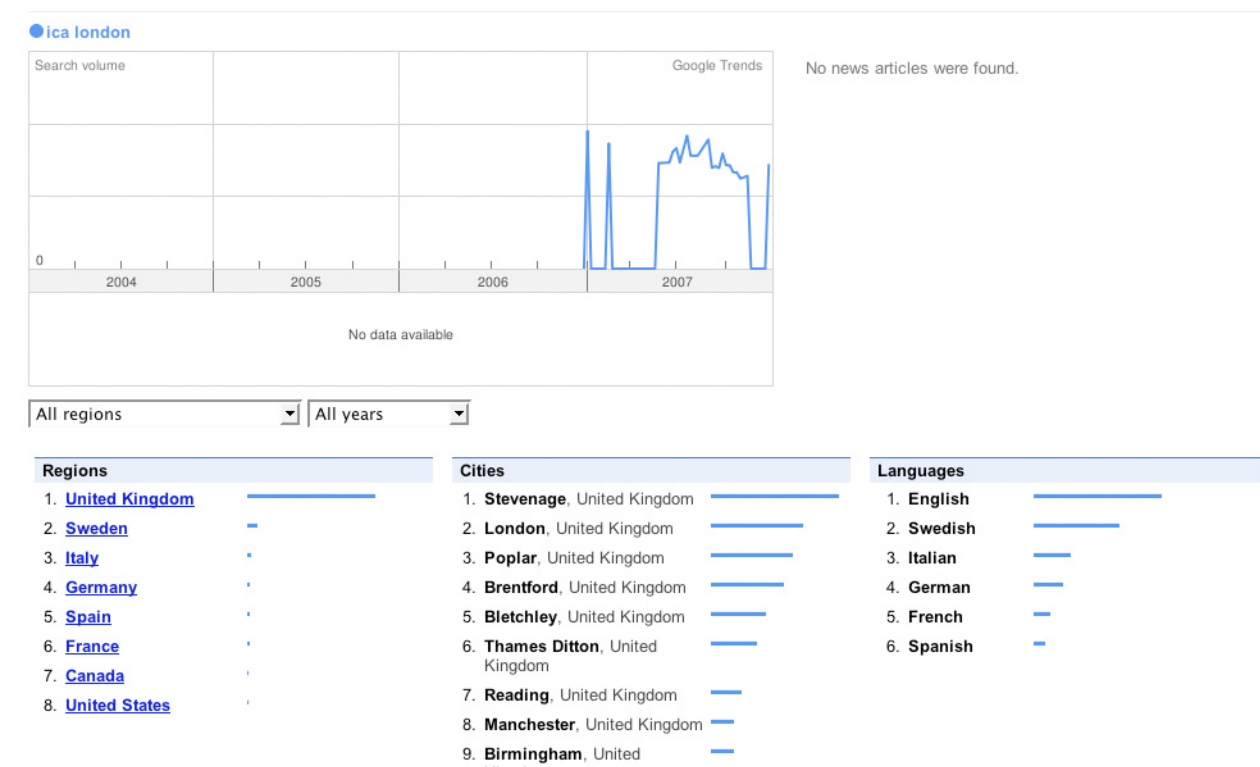 ica london
Search volume
Google Trends
No news articles were found.
0
2004 2005 2006 2007
No data available
All regions
All years
Regions
1. United Kingdom
2. Sweden
3. Italy
4. Germany
5. Spain
6. France
7. Canada
8. United States
Cities
1. Stevenage, United Kingdom
2. London, United Kingdom
3. Poplar, United Kingdom
4. Brentford, United Kingdom
5. Bletchley, United Kingdom
6. Thames Ditton, United
Kingdom
7. Reading, United Kingdom
8. Manchester, United Kingdom
9. Birmingham, United
Languages
1. English
2. Swedish
3. Italian
4. German
5. French
6. Spanish